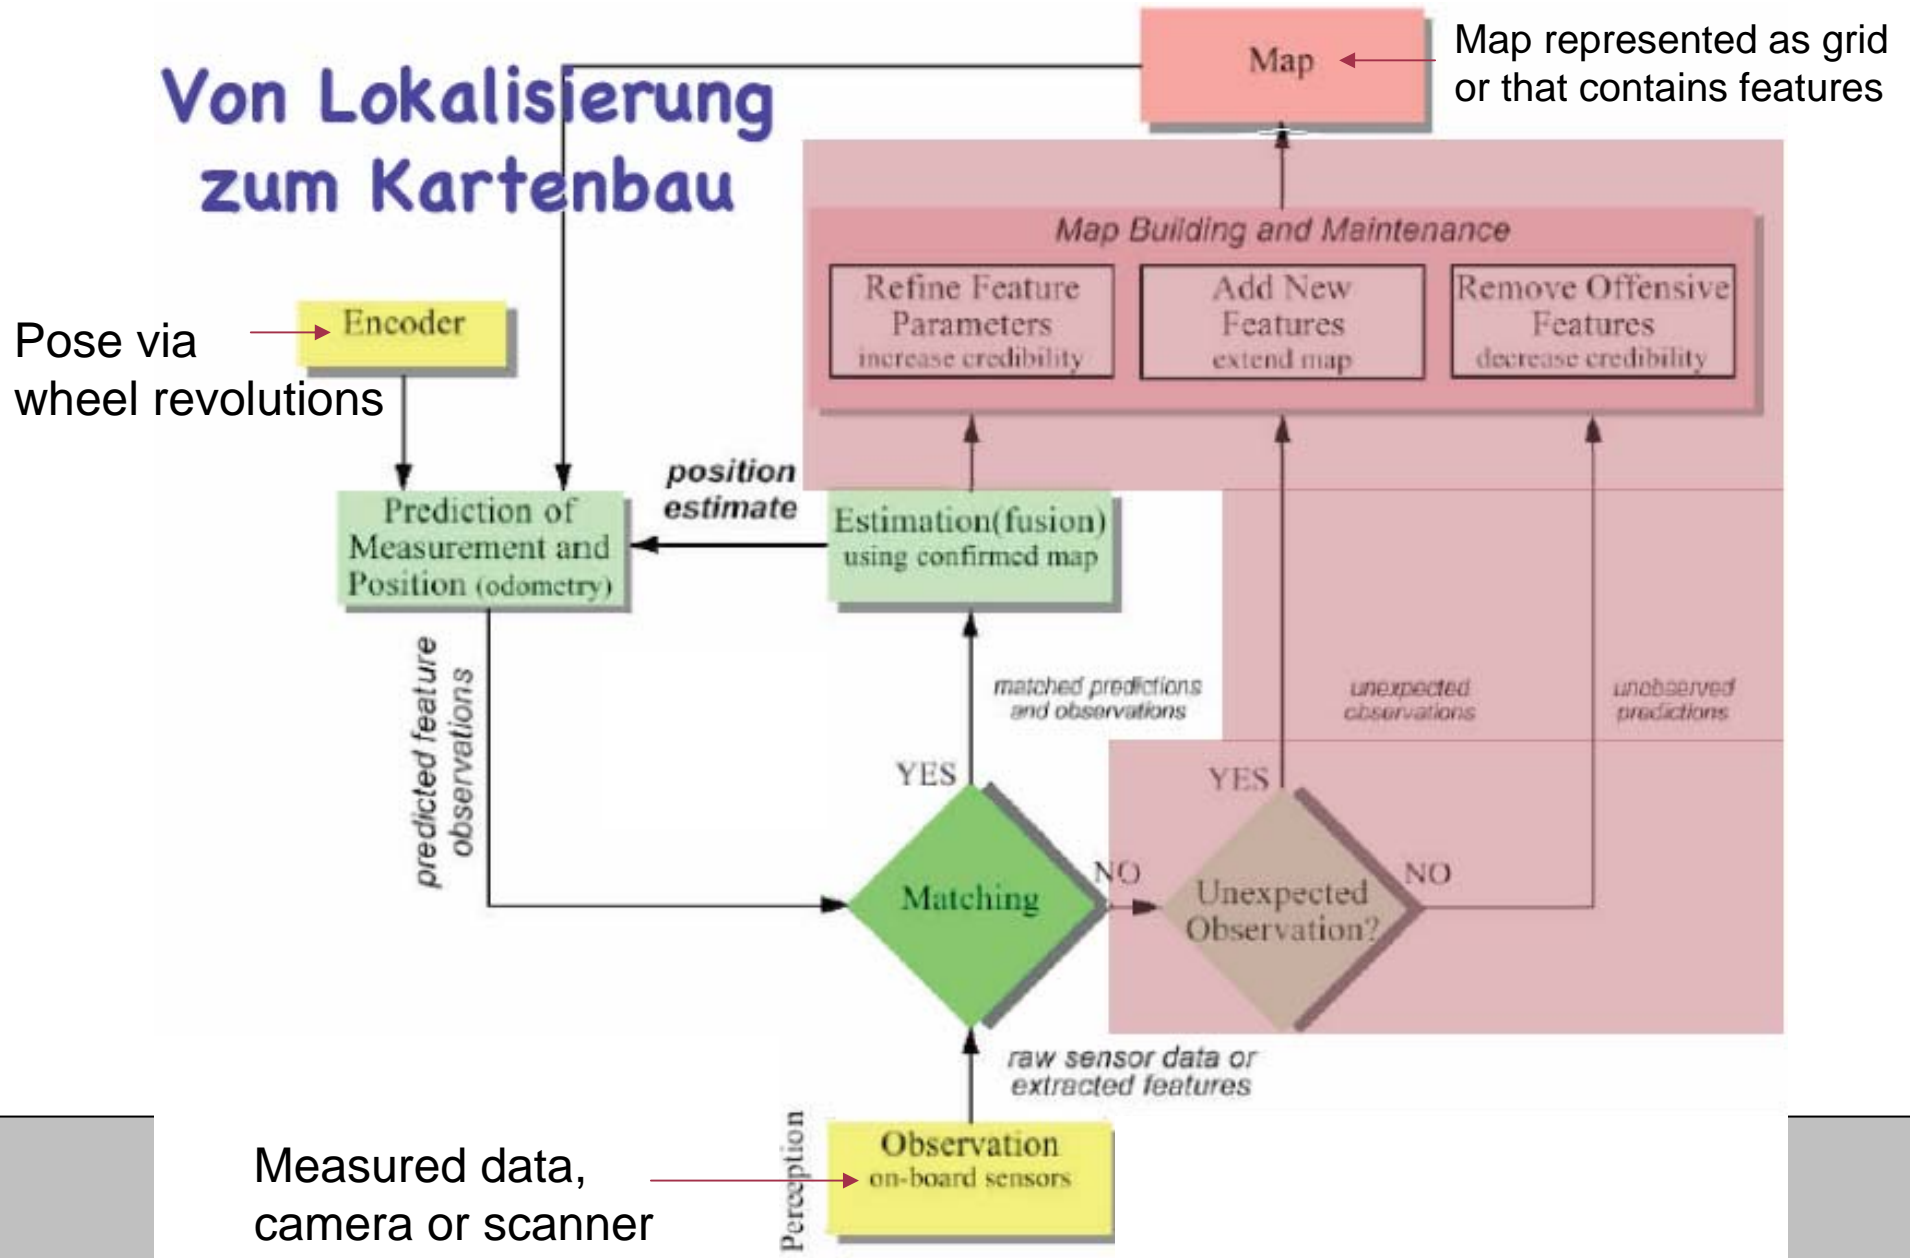 Von Lokalisierung
zum Kartenbau
Map
Map represented as grid
or that contains features
Map Building and Maintenance
Refine Feature
Parameters
increase credibility
Add New
Features
extend map
Remove Offensive
Features
decrease credibility
Encoder
Pose via
wheel revolutions
position
estimate
Prediction of
Measurement and
Position (odometry)
Estimation(fusion)
using confirmed map
predicted feature
observations
matched predictions
and observations
unexpected
observations
unobserved
predictions
YES
YES
Matching
NO
Unexpected
Observation?
NO
raw sensor data or
extracted features
Perception
Observation
on-board sensors
Measured data,
camera or scanner